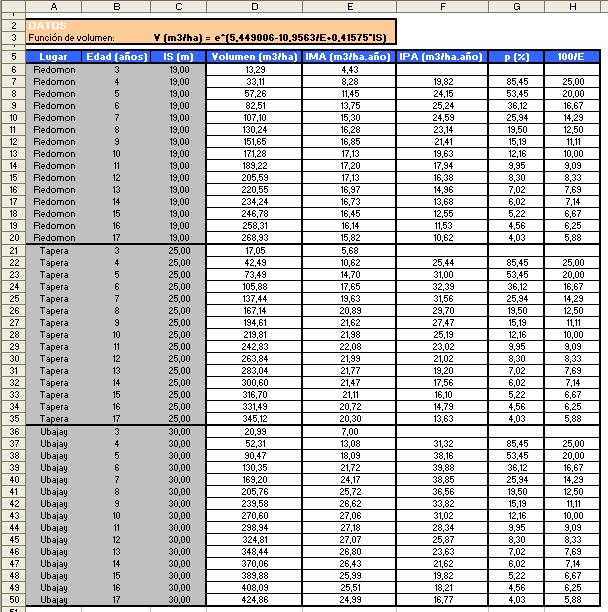 A B C D E F G H
2 DATOS
3 Función de volumen: V (m3/ha) = e^(5,449006-10,9563/E+0,41575*IS)
5 Lugar Edad (años) IS (m) Volumen (m3/ha) IMA (m3/ha.año) IPA (m3/ha.año) p (%) 100/E
6 Redomon 3 19,00 13,29 4,43
7 Redomon 4 19,00 33,11 8,28 19,82 85,45 25,00
8 Redomon 5 19,00 57,26 11,45 24,15 53,45 20,00
9 Redomon 6 19,00 82,51 13,75 25,24 36,12 16,67
10 Redomon 7 19,00 107,10 15,30 24,59 25,94 14,29
11 Redomon 8 19,00 130,24 16,28 23,14 19,50 12,50
12 Redomon 9 19,00 151,65 16,85 21,41 15,19 11,11
13 Redomon 10 19,00 171,28 17,13 19,63 12,16 10,00
14 Redomon 11 19,00 189,22 17,20 17,94 9,95 9,09
15 Redomon 12 19,00 205,59 17,13 16,38 8,30 8,33
16 Redomon 13 19,00 220,55 16,97 14,96 7,02 7,69
17 Redomon 14 19,00 234,24 16,73 13,68 6,02 7,14
18 Redomon 15 19,00 246,78 16,45 12,55 5,22 6,67
19 Redomon 16 19,00 258,31 16,14 11,53 4,56 6,25
20 Redomon 17 19,00 268,93 15,82 10,62 4,03 5,88
21 Tapera 3 25,00 17,05 5,68
22 Tapera 4 25,00 42,49 10,62 25,44 85,45 25,00
23 Tapera 5 25,00 73,49 14,70 31,00 53,45 20,00
24 Tapera 6 25,00 105,88 17,65 32,39 36,12 16,67
25 Tapera 7 25,00 137,44 19,63 31,56 25,94 14,29
26 Tapera 8 25,00 167,14 20,89 29,70 19,50 12,50
27 Tapera 9 25,00 194,61 21,62 27,47 15,19 11,11
28 Tapera 10 25,00 219,81 21,98 25,19 12,16 10,00
29 Tapera 11 25,00 242,83 22,08 23,02 9,95 9,09
30 Tapera 12 25,00 263,84 21,99 21,02 8,30 8,33
31 Tapera 13 25,00 283,04 21,77 19,20 7,02 7,69
32 Tapera 14 25,00 300,60 21,47 17,56 6,02 7,14
33 Tapera 15 25,00 316,70 21,11 16,10 5,22 6,67
34 Tapera 16 25,00 331,49 20,72 14,79 4,56 6,25
35 Tapera 17 25,00 345,12 20,30 13,63 4,03 5,88
36 Ubajay 3 30,00 20,99 7,00
37 Ubajay 4 30,00 52,31 13,08 31,32 85,45 25,00
38 Ubajay 5 30,00 90,47 18,09 38,16 53,45 20,00
39 Ubajay 6 30,00 130,35 21,72 39,88 36,12 16,67
40 Ubajay 7 30,00 169,20 24,17 38,85 25,94 14,29
41 Ubajay 8 30,00 205,76 25,72 36,56 19,50 12,50
42 Ubajay 9 30,00 239,58 26,62 33,82 15,19 11,11
43 Ubajay 10 30,00 270,60 27,06 31,02 12,16 10,00
44 Ubajay 11 30,00 298,94 27,18 28,34 9,95 9,09
45 Ubajay 12 30,00 324,81 27,07 25,87 8,30 8,33
46 Ubajay 13 30,00 348,44 26,80 23,63 7,02 7,69
47 Ubajay 14 30,00 370,06 26,43 21,62 6,02 7,14
48 Ubajay 15 30,00 389,88 25,99 19,82 5,22 6,67
49 Ubajay 16 30,00 408,09 25,51 18,21 4,56 6,25
50 Ubajay 17 30,00 424,86 24,99 16,77 4,03 5,88